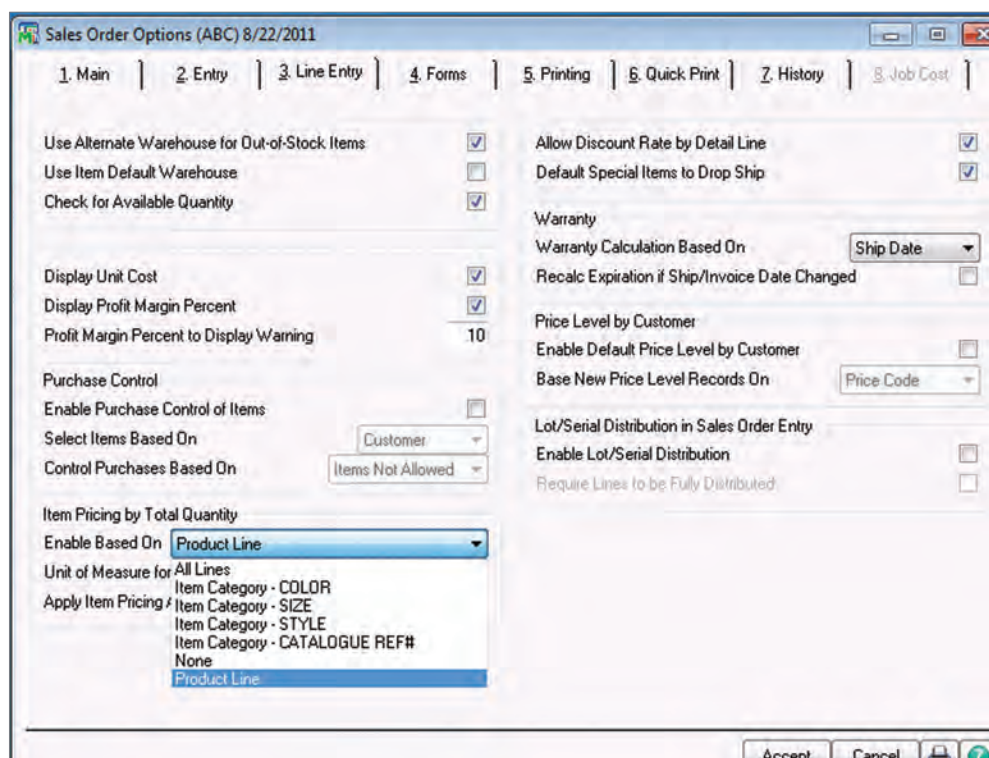 Sales Order Options (ABC) 8/22/2011
1. Main
2. Entry
3. Line Entry
4. Forms
5. Printing
6. Quick Print
7. History
8. Job Cost
Use Alternate Warehouse for Out-of-Stock Items
Use Item Default Warehouse
Check for Available Quantity
Display Unit Cost
Display Profit Margin Percent
Profit Margin Percent to Display Warning 10
Purchase Control
Enable Purchase Control of Items
Select Items Based On Customer
Control Purchases Based On Items Not Allowed
Item Pricing by Total Quantity
Enable Based On Product Line
Unit of Measure for
Apply Item Pricing
All Lines
Item Category - COLOR
Item Category - SIZE
Item Category - STYLE
Item Category - CATALOGUE REF#
None
Product Line
Allow Discount Rate by Detail Line
Default Special Items to Drop Ship
Warranty
Warranty Calculation Based On Ship Date
Recalc Expiration if Ship/Invoice Date Changed
Price Level by Customer
Enable Default Price Level by Customer
Base New Price Level Records On Price Code
Lot/Serial Distribution in Sales Order Entry
Enable Lot/Serial Distribution
Require Lines to be Fully Distributed
Accept
Cancel